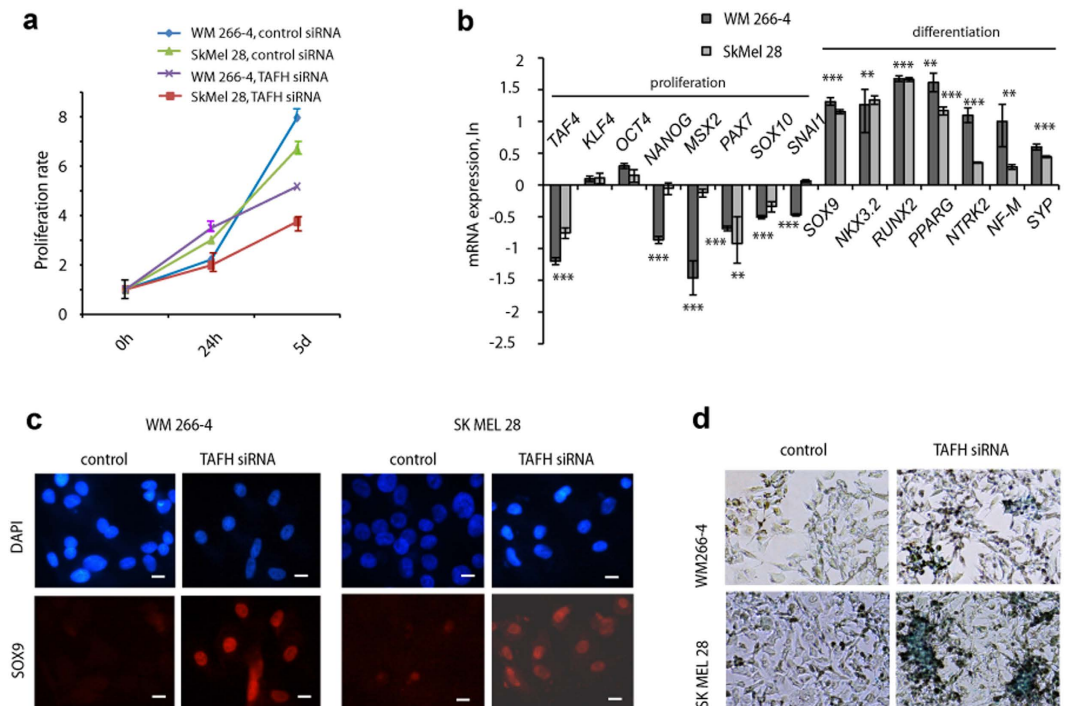 a
WM 266-4, control siRNA
SkMel 28, control siRNA
WM 266-4, TAFH siRNA
SkMel 28, TAFH siRNA
Proliferation rate
8
6
4
2
0
0h
24h
5d
b
WM 266-4
SkMel 28
proliferation
differentiation
mRNA expression, ln
2
1.5
1
0.5
0
-0.5
-1
-1.5
-2
-2.5
TAF4
KLF4
OCT4
NANOG
MSX2
PAX7
SOX10
SNAI1
SOX9
NKX3.2
RUNX2
PPARG
NTRK2
NF-M
SYP
***
***
***
***
**
***
***
***
**
***
**
***
***
**
***
c
WM 266-4
SK MEL 28
control
TAFH siRNA
control
TAFH siRNA
DAPI
SOX9
d
control
TAFH siRNA
WM266-4
SK MEL 28